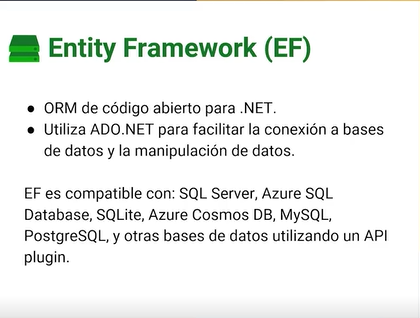 Entity Framework (EF)
● ORM de código abierto para .NET.
● Utiliza ADO.NET para facilitar la conexión a bases
de datos y la manipulación de datos.
EF es compatible con: SQL Server, Azure SQL
Database, SQLite, Azure Cosmos DB, MySQL,
PostgreSQL, y otras bases de datos utilizando un API
plugin.